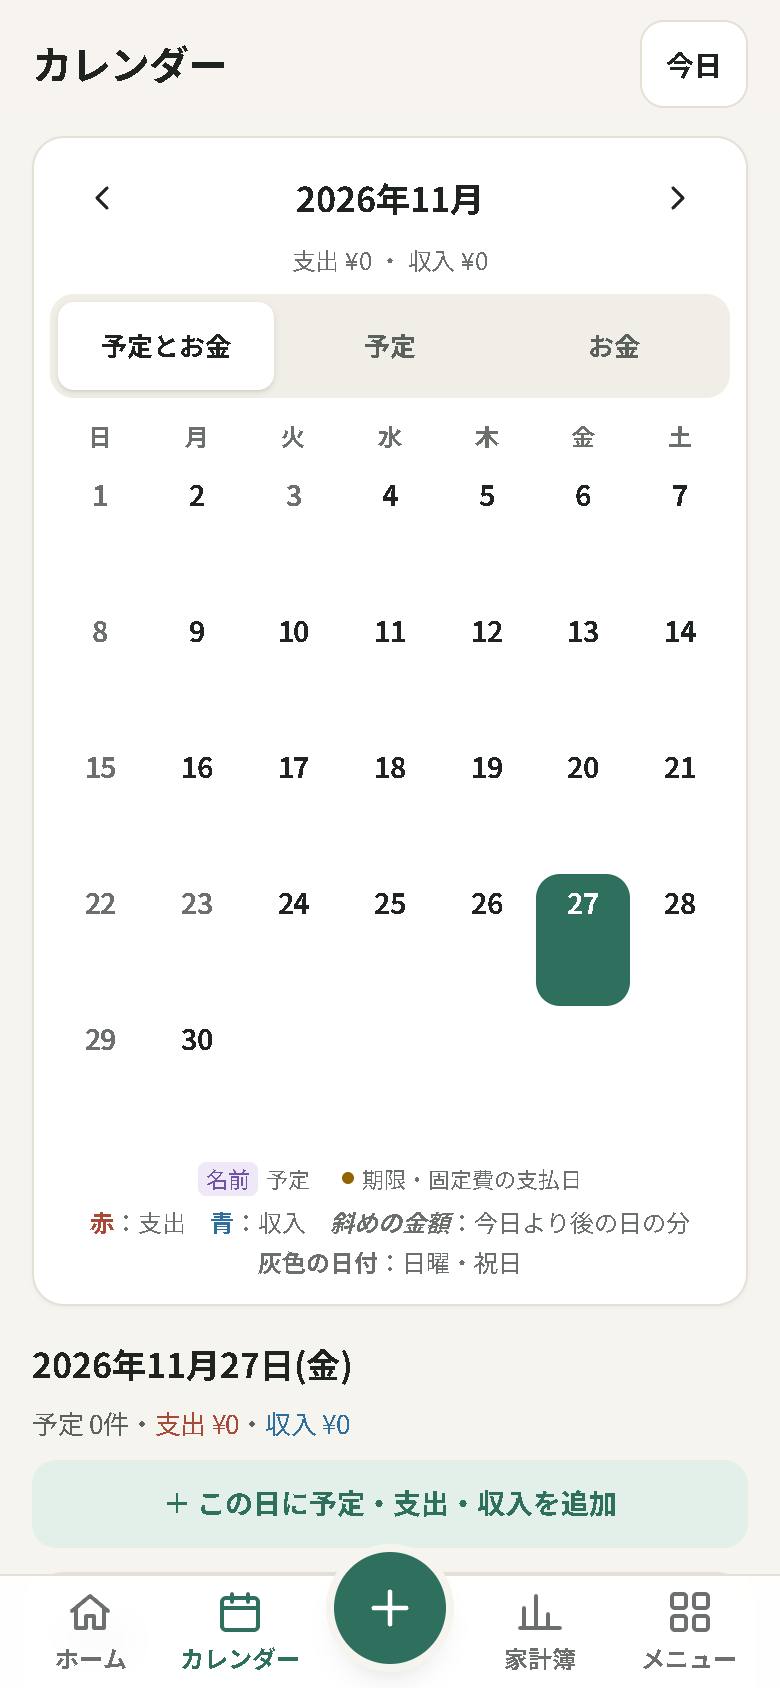 カレンダー
今日
2026年11月
支出 ¥0 ・ 収入 ¥0
予定とお金 予定 お金
日 月 火 水 木 金 土
1 2 3 4 5 6 7
8 9 10 11 12 13 14
15 16 17 18 19 20 21
22 23 24 25 26 27 28
29 30
名前 予定 ●期限・固定費の支払日
赤：支出 青：収入 斜めの金額：今日より後の日の分
灰色の日付：日曜・祝日
2026年11月27日(金)
予定 0件・支出 ¥0・収入 ¥0
＋ この日に予定・支出・収入を追加
ホーム カレンダー 家計簿 メニュー